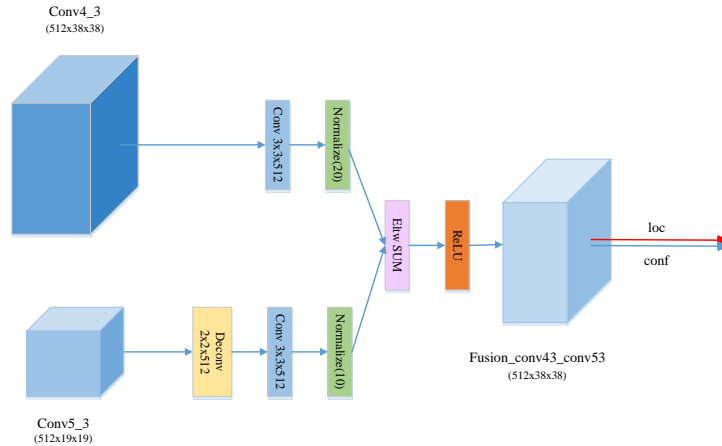 Conv4_3
(512x38x38)
Conv 3x3x512
Normalize(20)
Eltw SUM
ReLU
loc
conf
Deconv
2x2x512
Conv 3x3x512
Normalize(10)
Fusion_conv43_conv53
(512x38x38)
Conv5_3
(512x19x19)